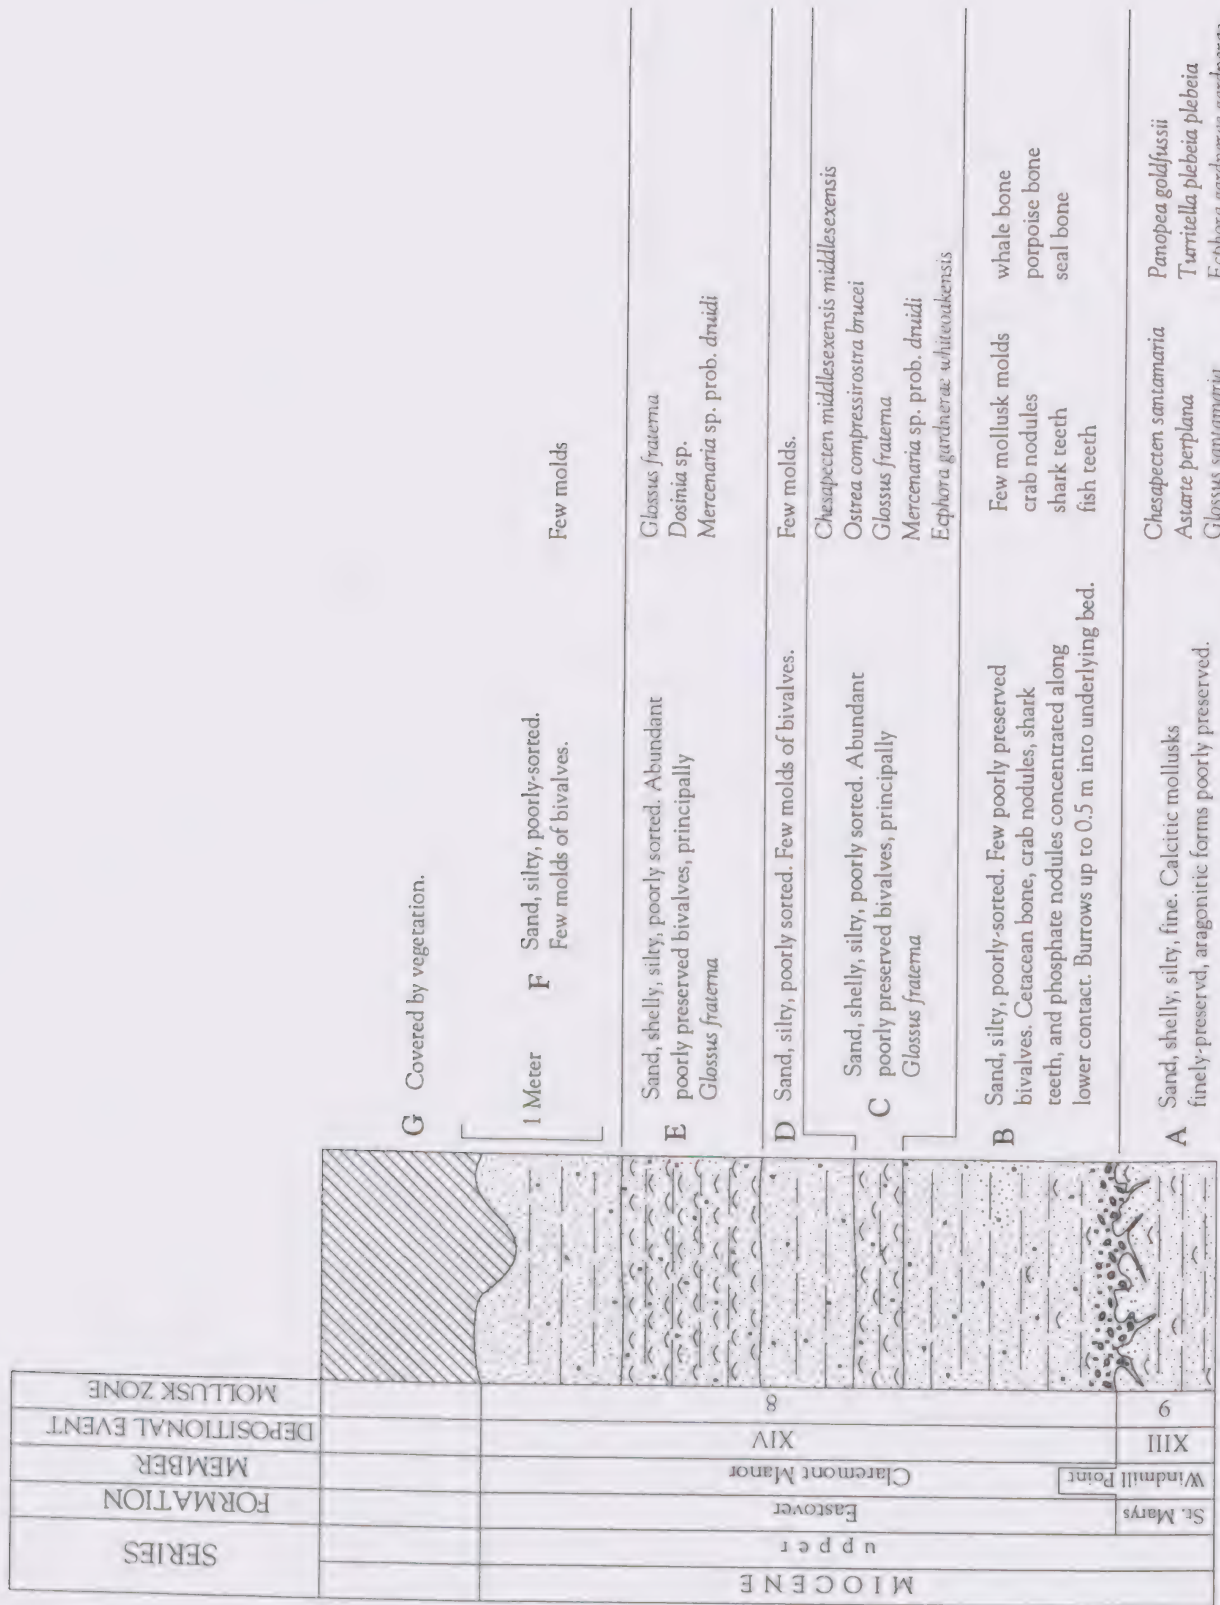 SERIES
FORMATION
MEMBER
DEPOSITIONAL EVENT
MOLLUSK ZONE
MIOCENE
upper
Eastover
St. Marys
Claremont Manor
Windmill Point
XIV
XIII
8
9
G Covered by vegetation.
1 Meter
F Sand, silty, poorly-sorted.
Few molds of bivalves.
Few molds
E Sand, shelly, silty, poorly sorted. Abundant
poorly preserved bivalves, principally
Glossus fraterna
Glossus fraterna
Dosinia sp.
Mercenaria sp. prob. druidi
D Sand, silty, poorly sorted. Few molds of bivalves.
Few molds.
C Sand, shelly, silty, poorly sorted. Abundant
poorly preserved bivalves, principally
Glossus fraterna
Chesapecten middlesexensis middlesexensis
Ostrea compressirostra brucei
Glossus fraterna
Mercenaria sp. prob. druidi
Ecphora gardnerae whiteoakensis
B Sand, silty, poorly-sorted. Few poorly preserved
bivalves. Cetacean bone, crab nodules, shark
teeth, and phosphate nodules concentrated along
lower contact. Burrows up to 0.5 m into underlying bed.
Few mollusk molds
crab nodules
shark teeth
fish teeth
whale bone
porpoise bone
seal bone
A Sand, shelly, silty, fine. Calcitic mollusks
finely-preservd, aragonitic forms poorly preserved.
Chesapecten santamaria
Astarte perplana
Glossus santamaria
Panopea goldfussii
Turritella plebeia plebeia
Ecphora gardnerae gardnerae